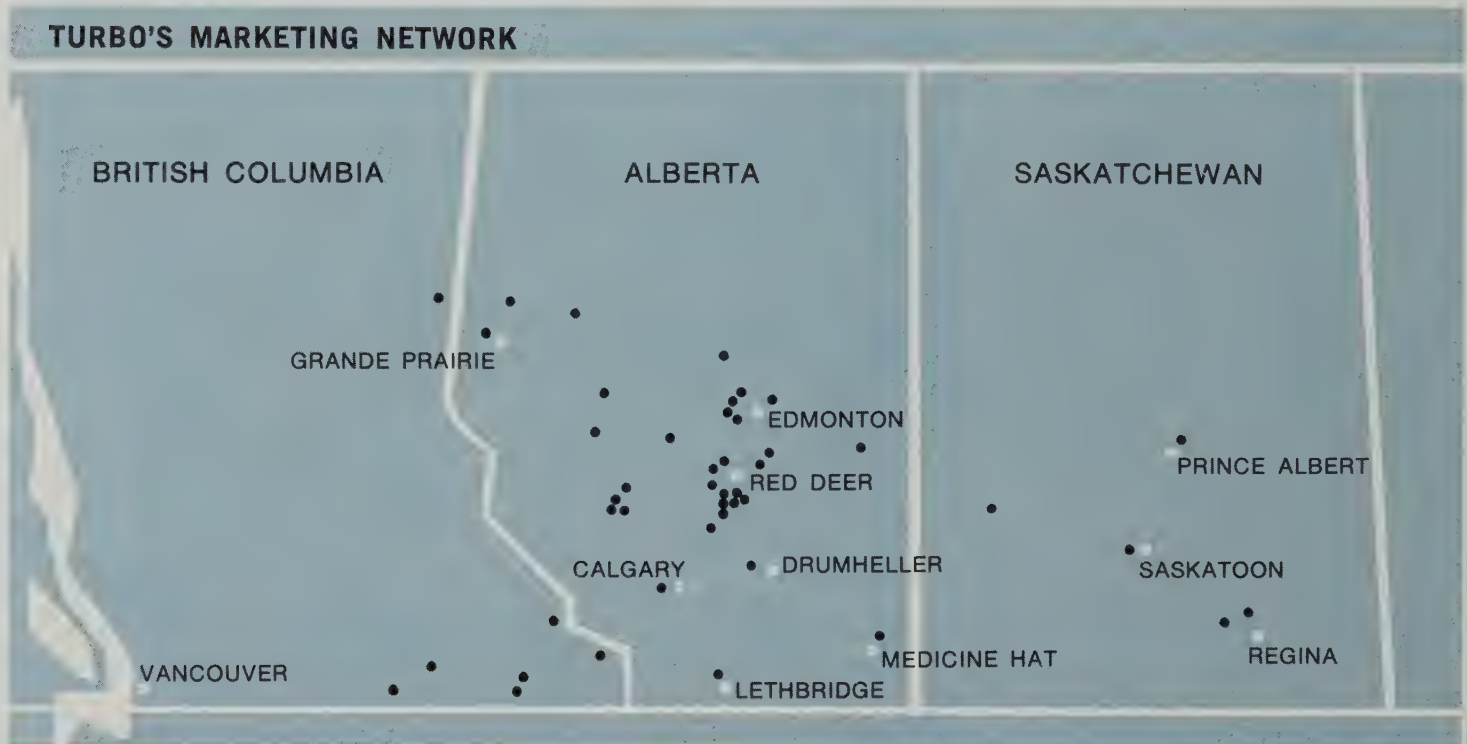 TURBO'S MARKETING NETWORK
BRITISH COLUMBIA
ALBERTA
SASKATCHEWAN
GRANDE PRAIRIE
EDMONTON
PRINCE ALBERT
RED DEER
CALGARY
DRUMHELLER
SASKATOON
VANCOUVER
MEDICINE HAT
REGINA
LETHBRIDGE